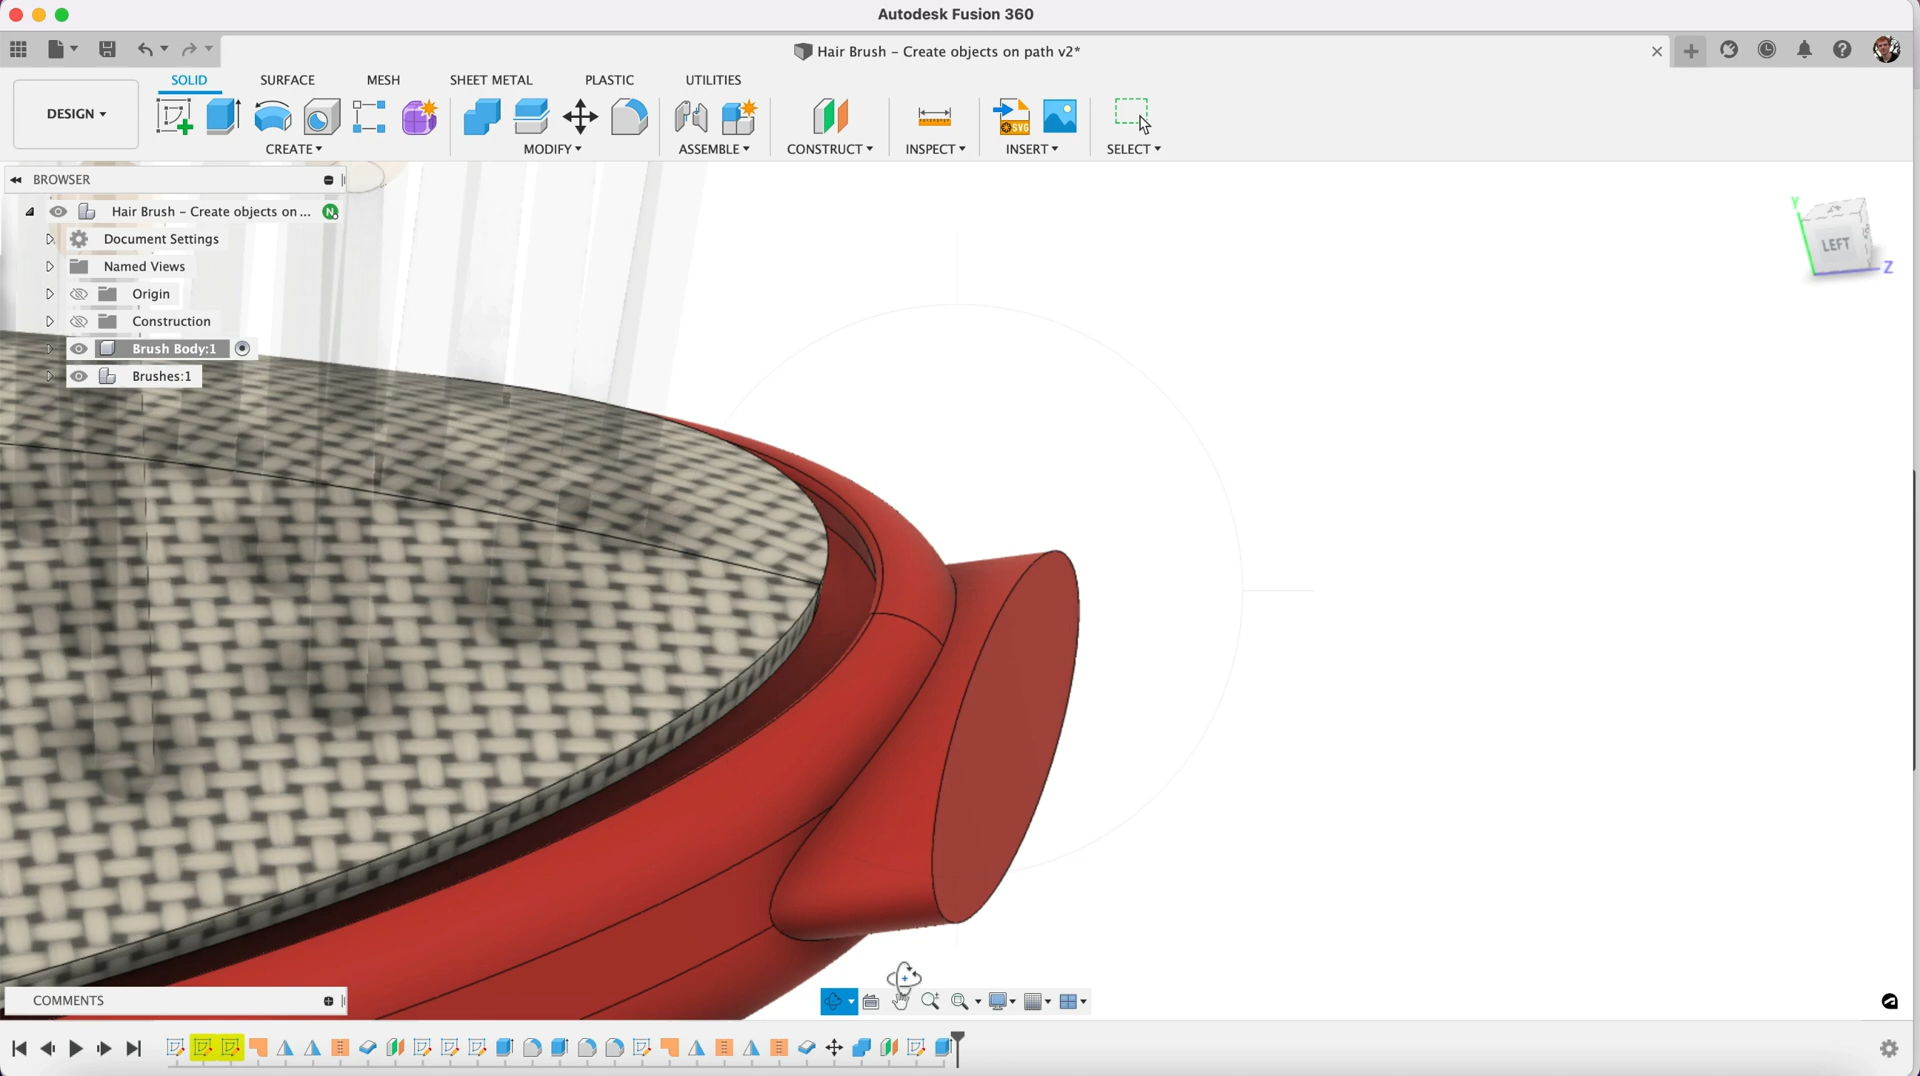 Autodesk Fusion 360
Hair Brush – Create objects on path v2*
SOLID SURFACE MESH SHEET METAL PLASTIC UTILITIES
DESIGN
CREATE MODIFY ASSEMBLE CONSTRUCT INSPECT INSERT SELECT
SVG
BROWSER
Hair Brush – Create objects on ... N
Document Settings
Named Views
Origin
Construction
Brush Body:1
Brushes:1
Y
LEFT
Z
COMMENTS